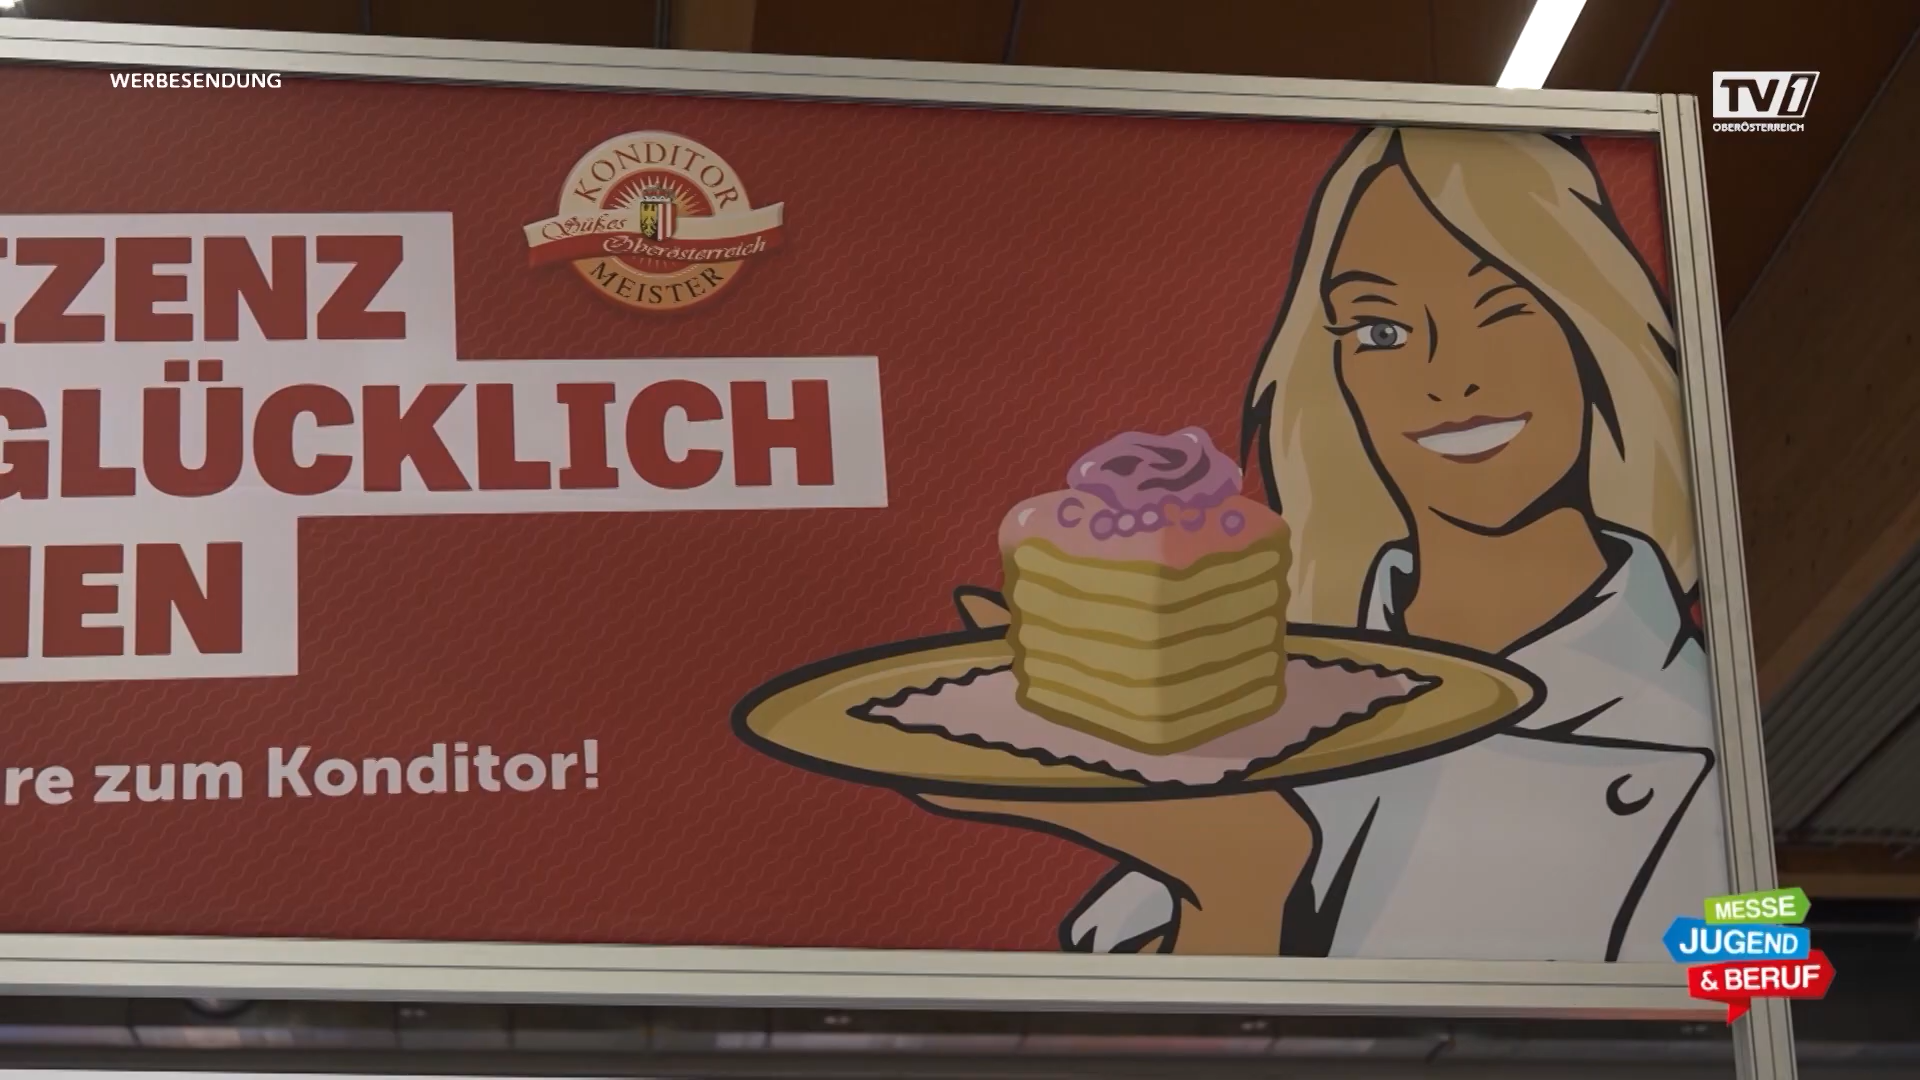 WERBESENDUNG
TV1
OBERÖSTERREICH
KONDITOR
Süßes
Oberösterreich
MEISTER
ZENZ
GLÜCKLICH
HEN
re zum Konditor!
MESSE
JUGEND
& BERUF